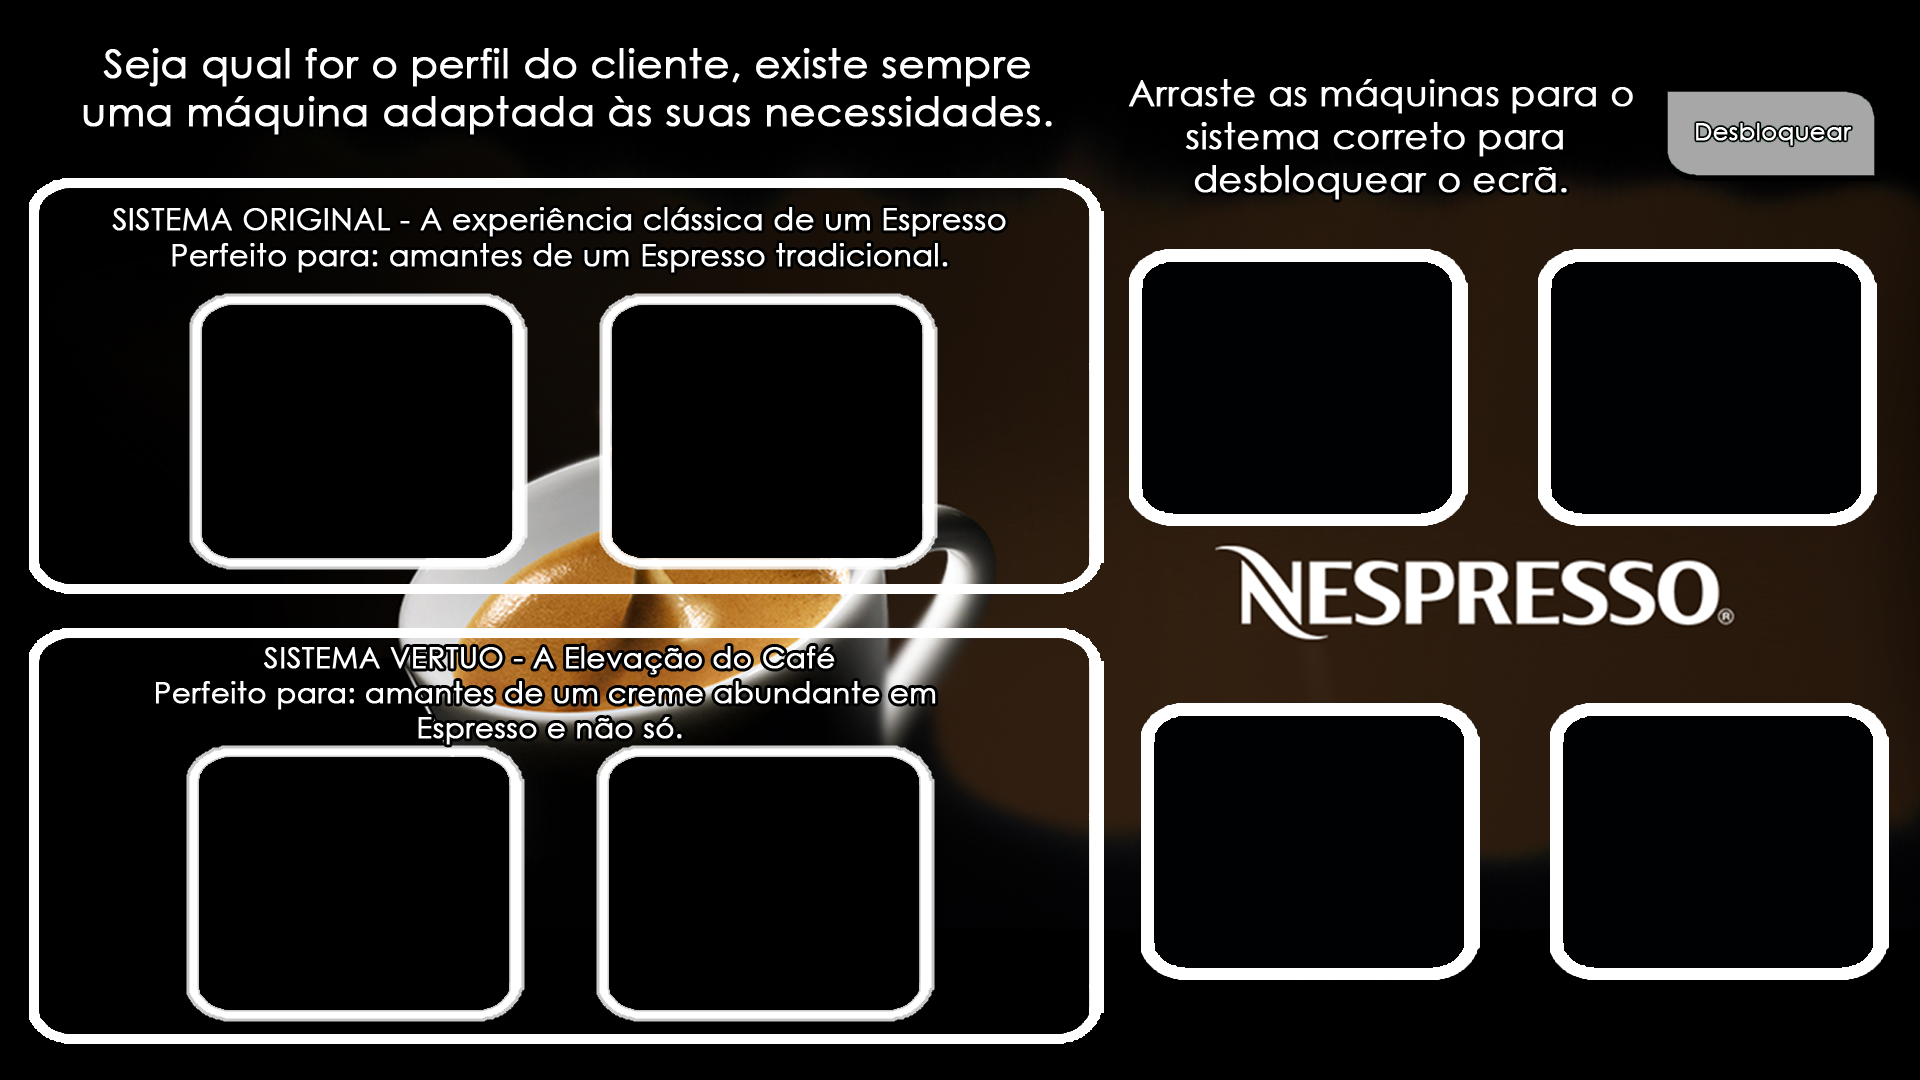 Seja qual for o perfil do cliente, existe sempre
uma máquina adaptada às suas necessidades.
Arraste as máquinas para o
sistema correto para
desbloquear o ecrã.
Desbloquear
SISTEMA ORIGINAL - A experiência clássica de um Espresso
Perfeito para: amantes de um Espresso tradicional.
NESPRESSO®
SISTEMA VERTUO - A Elevação do Café
Perfeito para: amantes de um creme abundante em
Espresso e não só.